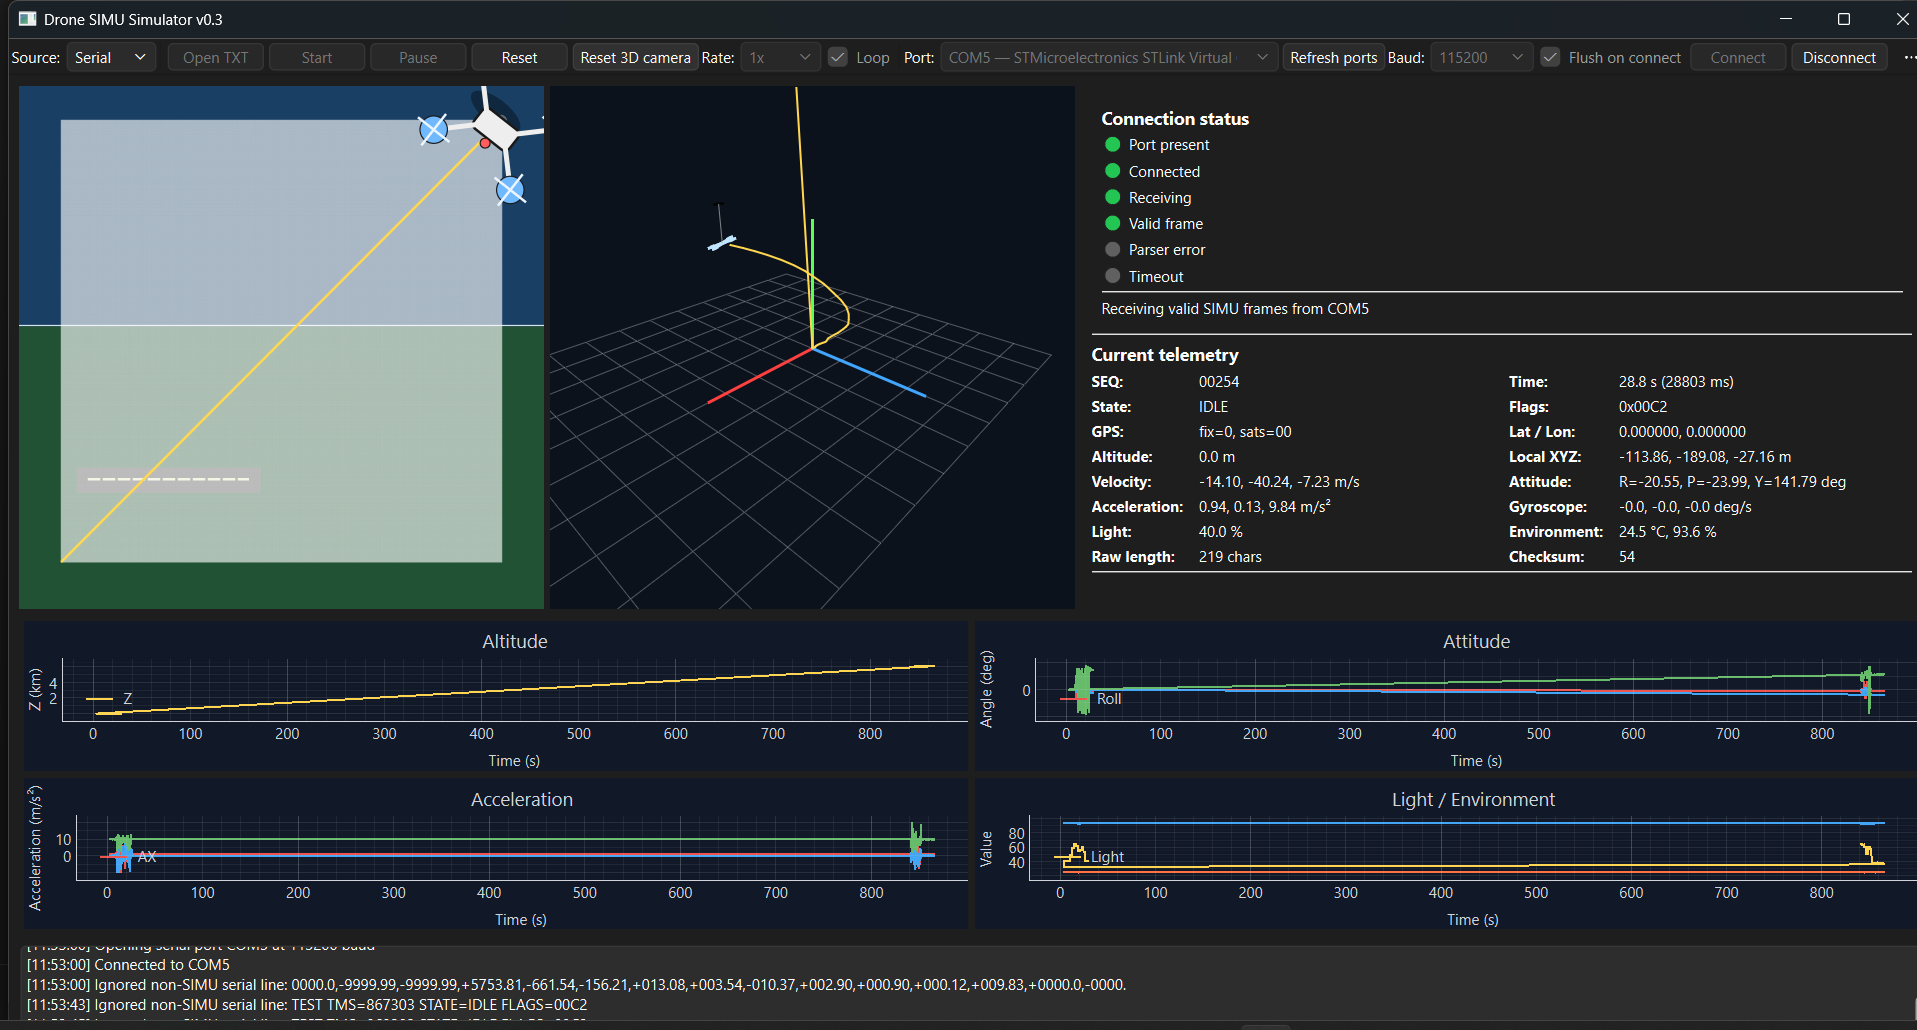 Drone SIMU Simulator v0.3
Source: Serial Open TXT Start Pause Reset Reset 3D camera Rate: 1x Loop Port: COM5 — STMicroelectronics STLink Virtual Refresh ports Baud: 115200 Flush on connect Connect Disconnect ...
Connection status
Port present
Connected
Receiving
Valid frame
Parser error
Timeout
Receiving valid SIMU frames from COM5
Current telemetry
SEQ: 00254 Time: 28.8 s (28803 ms)
State: IDLE Flags: 0x00C2
GPS: fix=0, sats=00 Lat / Lon: 0.000000, 0.000000
Altitude: 0.0 m Local XYZ: -113.86, -189.08, -27.16 m
Velocity: -14.10, -40.24, -7.23 m/s Attitude: R=-20.55, P=-23.99, Y=141.79 deg
Acceleration: 0.94, 0.13, 9.84 m/s² Gyroscope: -0.0, -0.0, -0.0 deg/s
Light: 40.0 % Environment: 24.5 °C, 93.6 %
Raw length: 219 chars Checksum: 54
Altitude
Z (km)
4
2
Z
0 100 200 300 400 500 600 700 800
Time (s)
Attitude
Angle (deg)
0
Roll
0 100 200 300 400 500 600 700 800
Time (s)
Acceleration
Acceleration (m/s²)
10
0
AX
0 100 200 300 400 500 600 700 800
Time (s)
Light / Environment
Value
80
60
40
Light
0 100 200 300 400 500 600 700 800
Time (s)
[11:53:00] Opening serial port COM5 at 115200 baud
[11:53:00] Connected to COM5
[11:53:00] Ignored non-SIMU serial line: 0000.0,-9999.99,-9999.99,+5753.81,-661.54,-156.21,+013.08,+003.54,-010.37,+002.90,+000.90,+000.12,+009.83,+0000.0,-0000.
[11:53:43] Ignored non-SIMU serial line: TEST TMS=867303 STATE=IDLE FLAGS=00C2